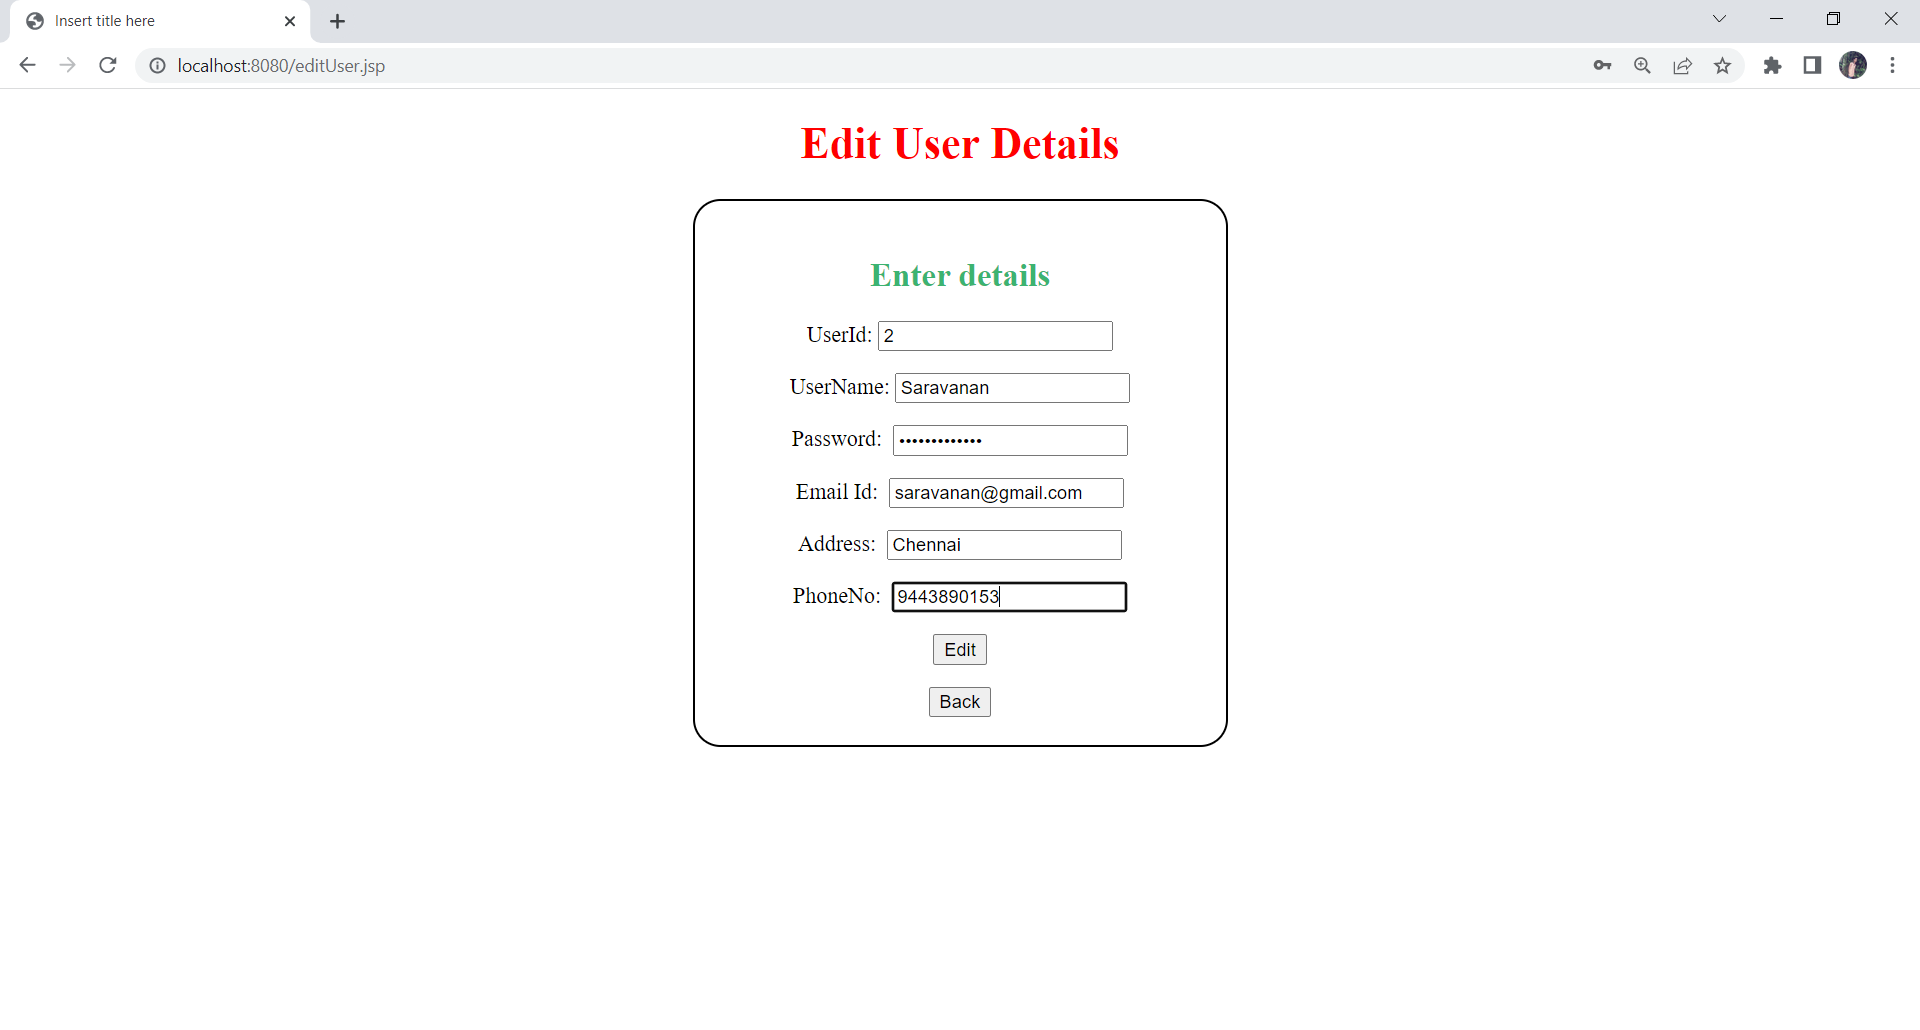 Insert title here
localhost:8080/editUser.jsp
Edit User Details
Enter details
UserId: 2
UserName: Saravanan
Password: •••••••••••••
Email Id: saravanan@gmail.com
Address: Chennai
PhoneNo: 9443890153
Edit
Back